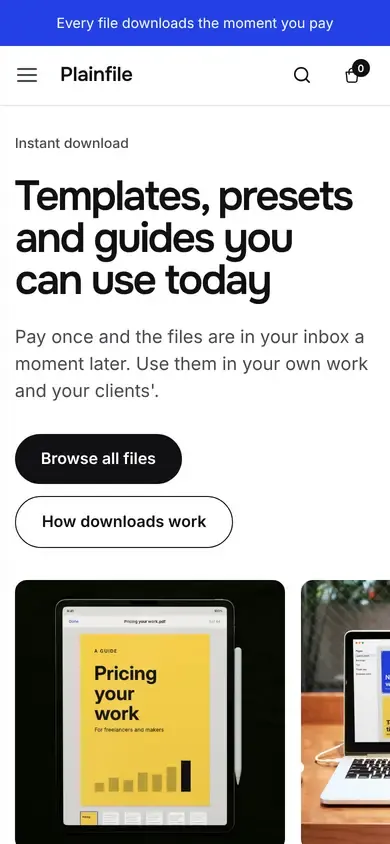 Every file downloads the moment you pay
Plainfile
0
Instant download
Templates, presets
and guides you
can use today
Pay once and the files are in your inbox a
moment later. Use them in your own work
and your clients'.
Browse all files
How downloads work
Pricing your work.pdf
A GUIDE
Pricing
your
work
For freelancers and makers